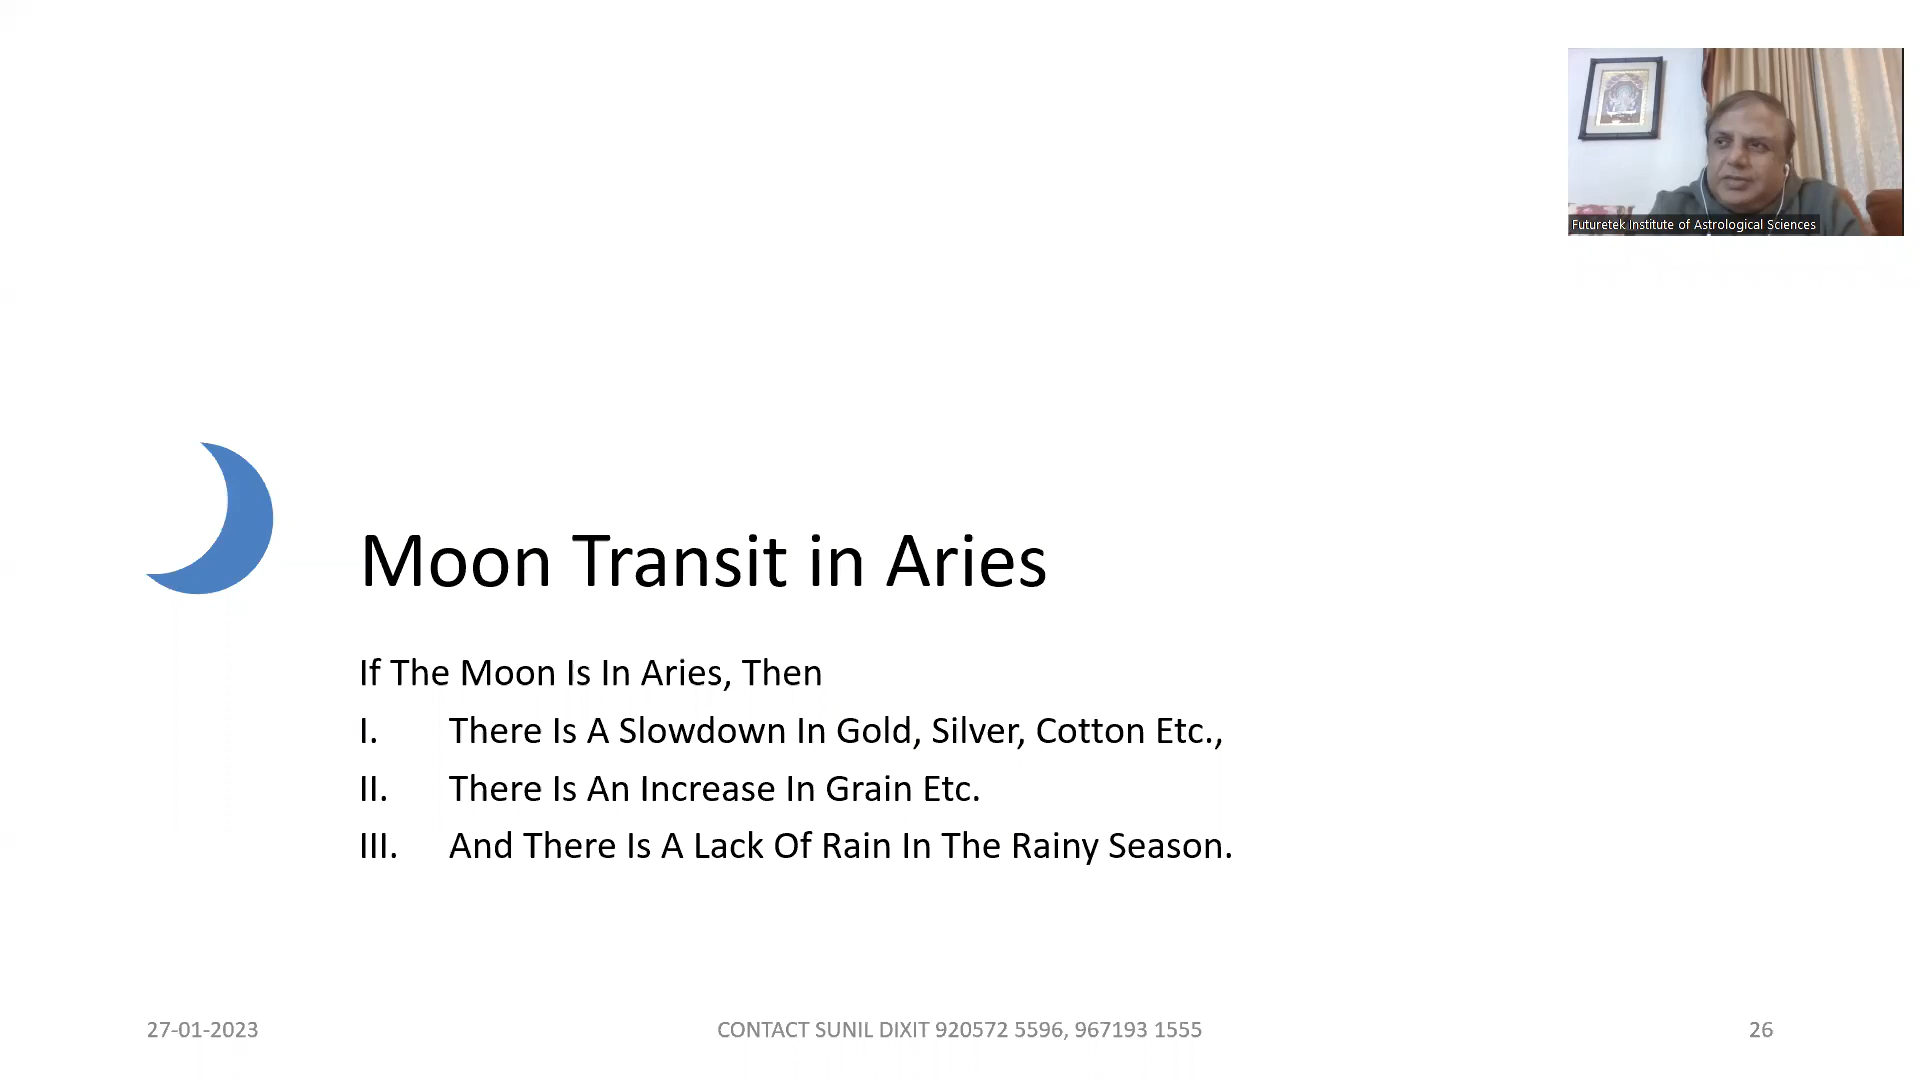 Futuretek Institute of Astrological Sciences
Moon Transit in Aries
If The Moon Is In Aries, Then
I. There Is A Slowdown In Gold, Silver, Cotton Etc.,
II. There Is An Increase In Grain Etc.
III. And There Is A Lack Of Rain In The Rainy Season.
27-01-2023 CONTACT SUNIL DIXIT 920572 5596, 967193 1555 26